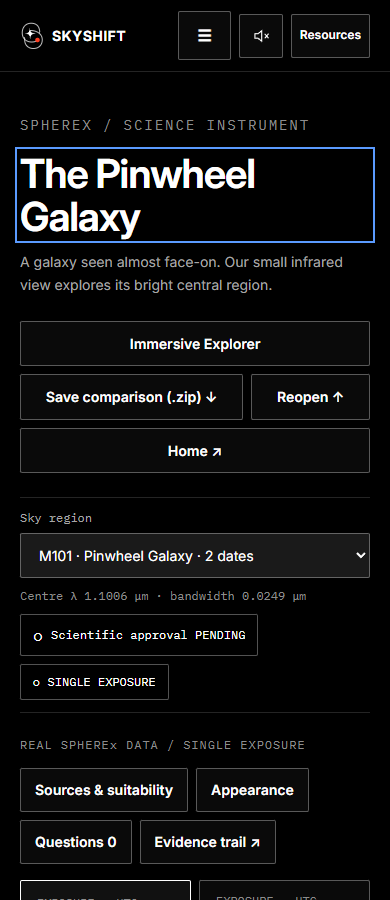 SKYSHIFT
Resources
SPHEREX / SCIENCE INSTRUMENT
The Pinwheel
Galaxy
A galaxy seen almost face-on. Our small infrared
view explores its bright central region.
Immersive Explorer
Save comparison (.zip) ↓
Reopen ↑
Home ↗
Sky region
M101 · Pinwheel Galaxy · 2 dates
Centre λ 1.1006 µm · bandwidth 0.0249 µm
o Scientific approval PENDING
o SINGLE EXPOSURE
REAL SPHEREx DATA / SINGLE EXPOSURE
Sources & suitability
Appearance
Questions 0
Evidence trail ↗